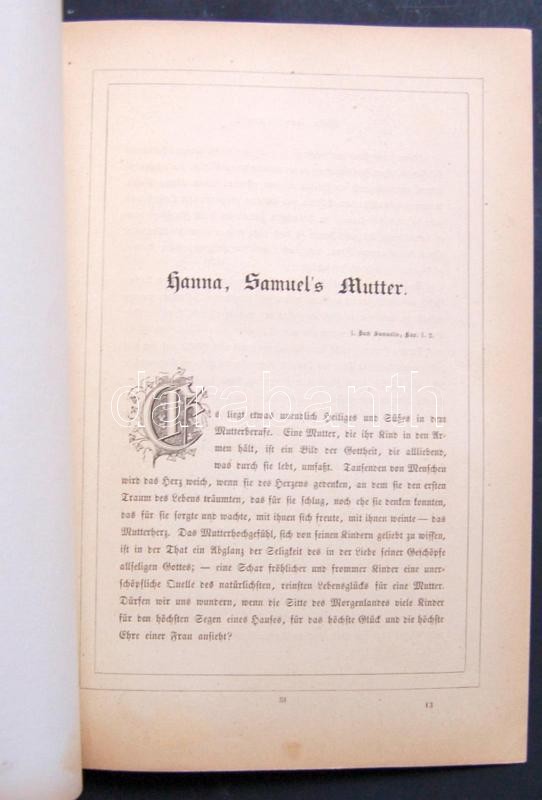 Hanna, Samuel's Mutter.
1. Buch Samuelis, Kap. 1. 2.
Es liegt etwas unendlich Heiliges und Süßes in dem
Mutterberufe. Eine Mutter, die ihr Kind in den Ar-
men hält, ist ein Bild der Gottheit, die allliebend,
was durch sie lebt, umfaßt. Tausenden von Menschen
wird das Herz weich, wenn sie des Herzens gedenken, an dem sie den ersten
Traum des Lebens träumten, das für sie schlug, noch ehe sie denken konnten,
das für sie sorgte und wachte, mit ihnen sich freute, mit ihnen weinte — das
Mutterherz. Das Mutterhochgefühl, sich von seinen Kindern geliebt zu wissen,
ist in der That ein Abglanz der Seligkeit des in der Liebe seiner Geschöpfe
allseligen Gottes; — eine Schar fröhlicher und frommer Kinder eine uner-
schöpfliche Quelle des natürlichsten, reinsten Lebensglücks für eine Mutter.
Dürfen wir uns wundern, wenn die Sitte des Morgenlandes viele Kinder
für den höchsten Segen eines Hauses, für das höchste Glück und die höchste
Ehre einer Frau ansieht?
13
darabanth